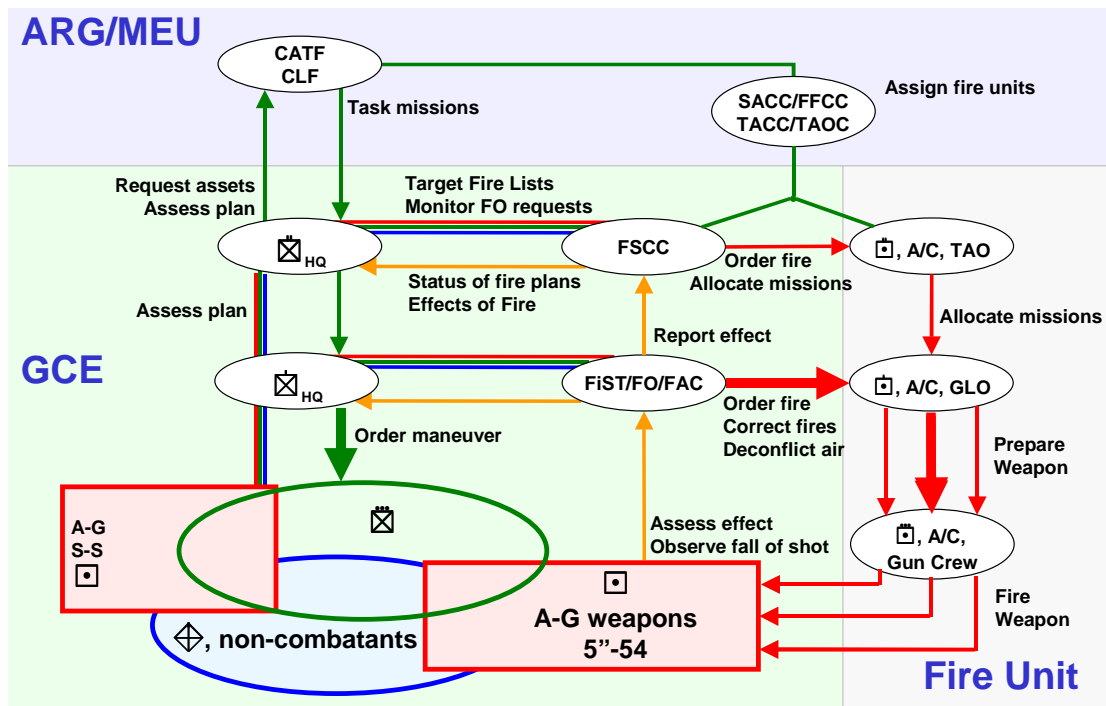 ARG/MEU
CATF
CLF
Task missions
SACC/FFCC
TACC/TAOC
Assign fire units
Request assets
Assess plan
Target Fire Lists
Monitor FO requests
HQ
FSCC
Order fire
Allocate missions
, A/C, TAO
Status of fire plans
Effects of Fire
Assess plan
Report effect
Allocate missions
GCE
HQ
FiST/FO/FAC
Order fire
Correct fires
Deconflict air
, A/C, GLO
Order maneuver
Prepare
Weapon
A-G
S-S
Assess effect
Observe fall of shot
, A/C,
Gun Crew
A-G weapons
5”-54
Fire
Weapon
, non-combatants
Fire Unit